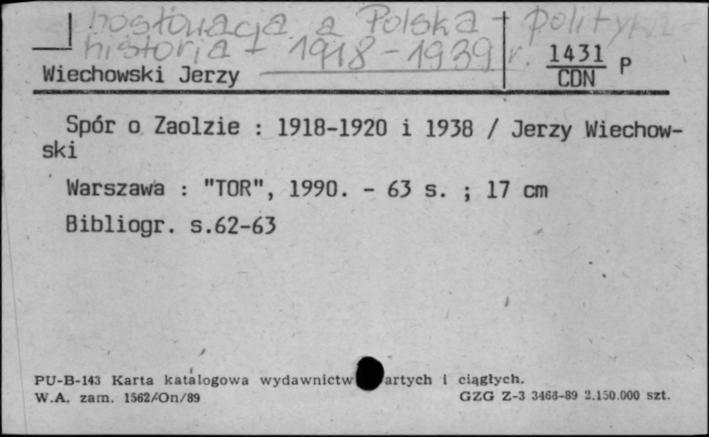 a Polska - polityka -
historia - 1918-1939 r.
Wiechowski Jerzy
1431 P
CDN
Spór o Zaolzie : 1918-1920 i 1938 / Jerzy Wiechow-
ski
Warszawa : "TOR", 1990. - 63 s. ; 17 cm
Bibliogr. s.62-63
PU-B-143 Karta katalogowa wydawnictw artych i ciągłych.
W.A. zam. 1562/On/89 GZG Z-3 3466-89 2.150.000 szt.